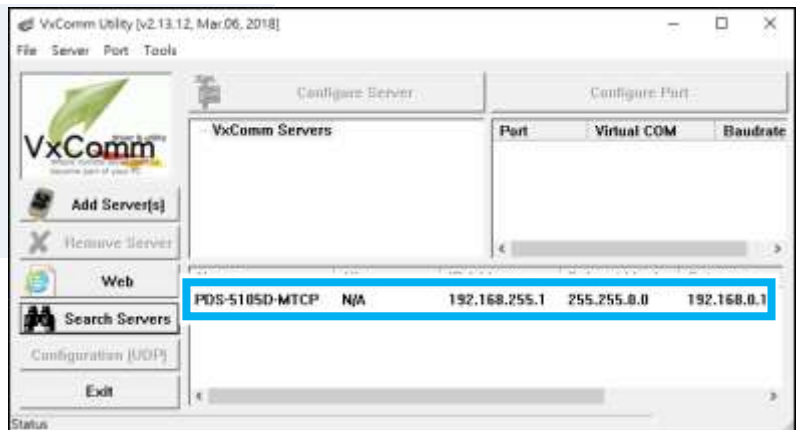 VxComm Utility [v2.13.12, Mar.06, 2018]
File Server Port Tools
Configure Server
Configure Port
VxComm Servers
Port Virtual COM Baudrate
VxComm
driver & utility
Add Server(s)
Remove Server
Web
PDS-5105D-MTCP N/A 192.168.255.1 255.255.0.0 192.168.0.1
Search Servers
Configuration (UDP)
Exit
Status